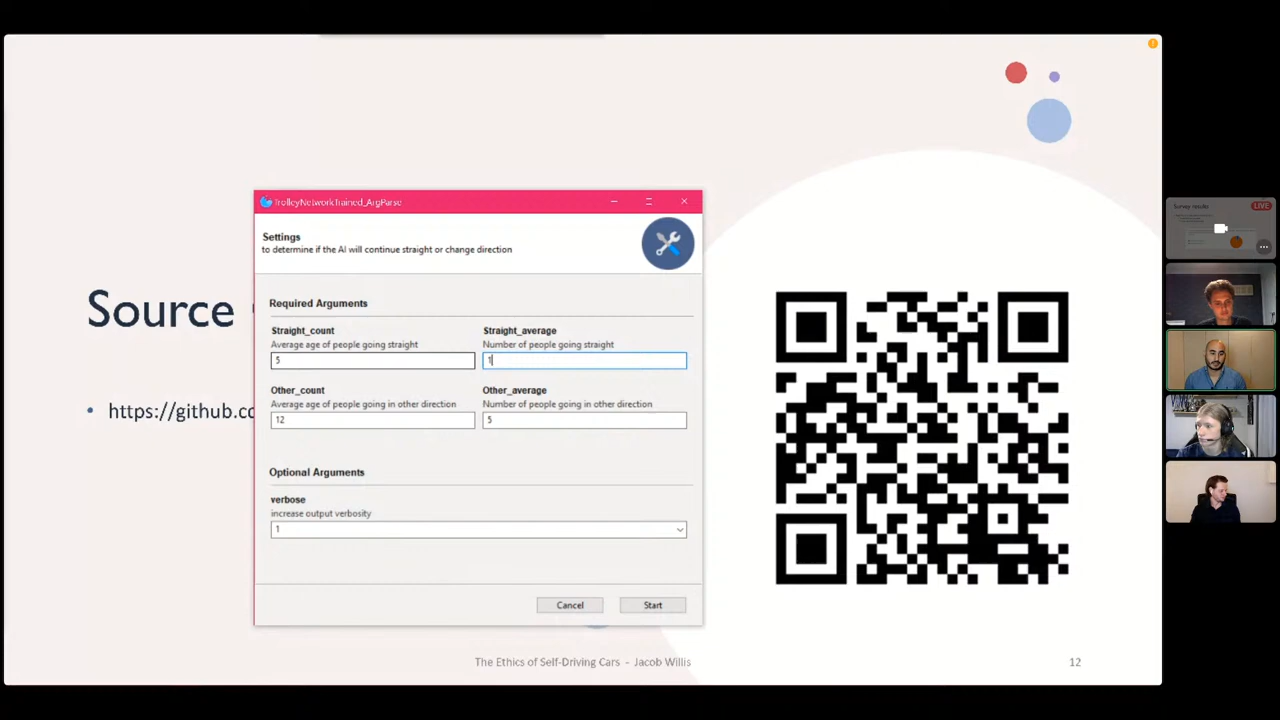 Survey results
LIVE
TrolleyNetworkTrained_ArgParse
Settings
to determine if the AI will continue straight or change direction
Required Arguments
Straight_count
Straight_average
Average age of people going straight
Number of people going straight
5
1
Other_count
Other_average
Average age of people going in other direction
Number of people going in other direction
12
5
Optional Arguments
verbose
increase output verbosity
1
Cancel
Start
Source
• https://github.co
The Ethics of Self-Driving Cars - Jacob Willis
12